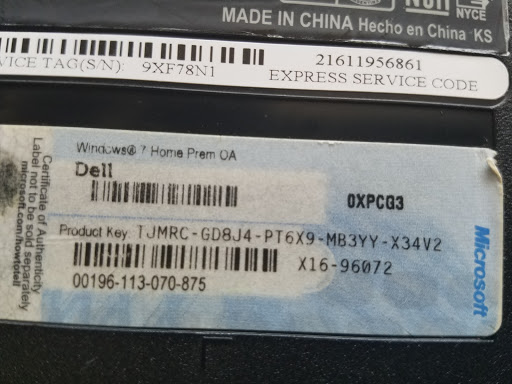 MADE IN CHINA Hecho en China KS
NYCE
VICE TAG(S/N): 9XF78N1
21611956861
EXPRESS SERVICE CODE
Windows® 7 Home Prem OA
Dell
0XPCG3
Product Key: TJMRC-GD8J4-PT6X9-MB3YY-X34V2
X16-96072
00196-113-070-875
Certificate of Authenticity
Label not to be sold separately
microsoft.com/howtotell
Microsoft